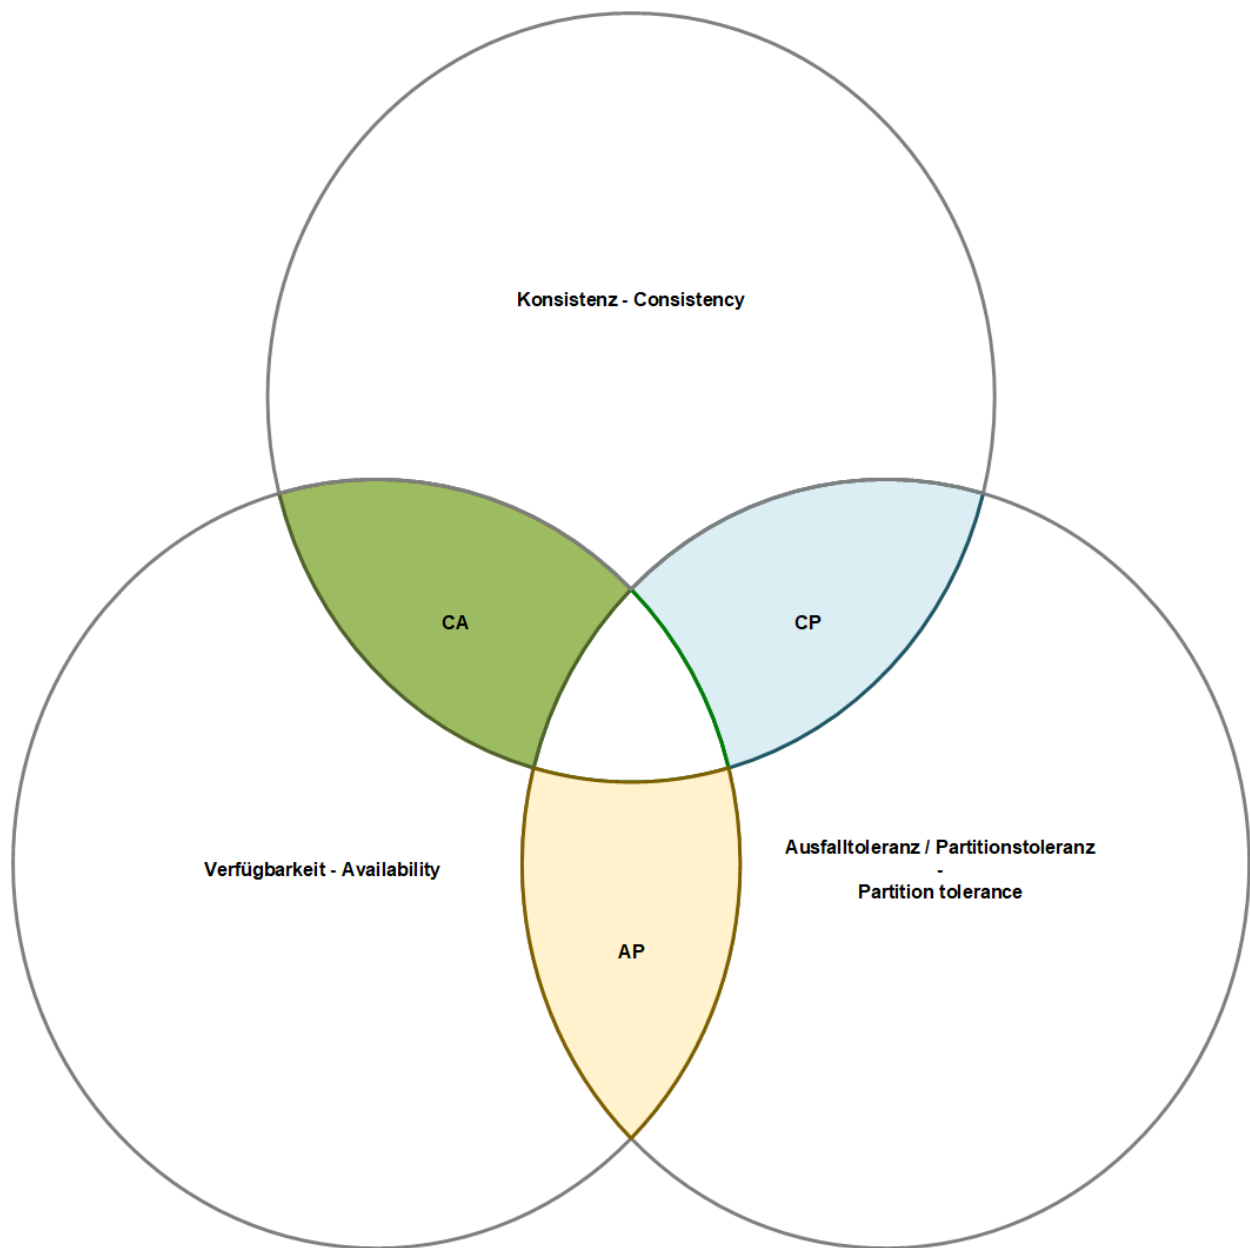 Konsistenz - Consistency
CA
CP
Verfügbarkeit - Availability
Ausfalltoleranz / Partitionstoleranz
-
Partition tolerance
AP